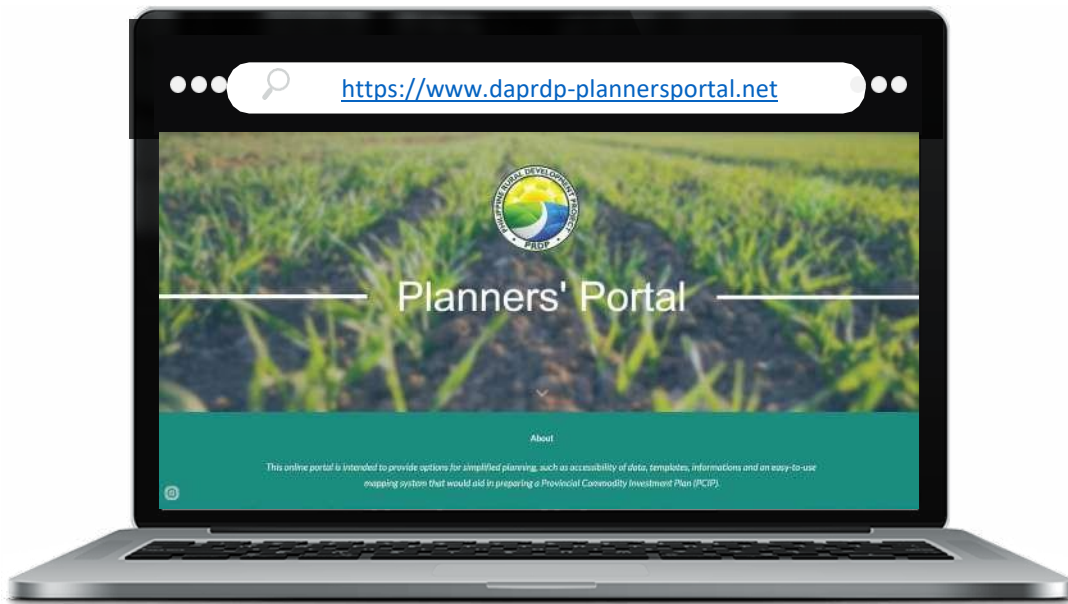 https://www.daprdp-plannersportal.net
PHILIPPINE RURAL DEVELOPMENT PROJECT
PRDP
Planners' Portal
About
This online portal is intended to provide options for simplified planning, such as accessibility of data, templates, informations and an easy-to-use
mapping system that would aid in preparing a Provincial Commodity Investment Plan (PCIP).